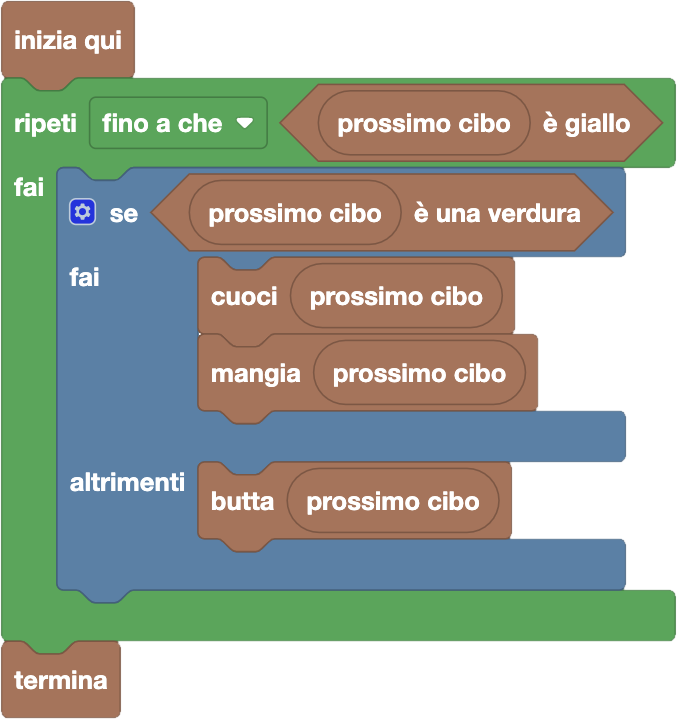 inizia qui
ripeti fino a che prossimo cibo è giallo
fai
se prossimo cibo è una verdura
fai
cuoci prossimo cibo
mangia prossimo cibo
altrimenti
butta prossimo cibo
termina